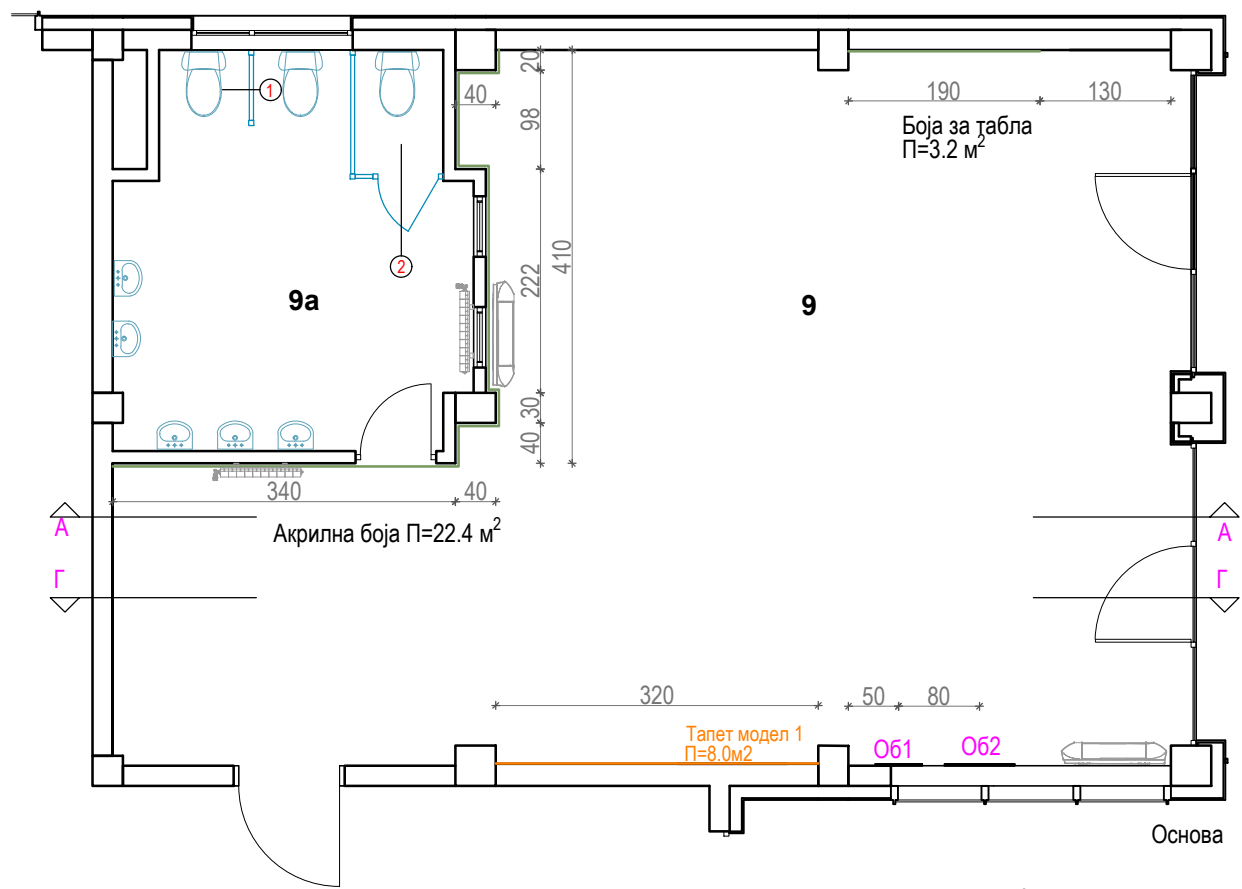 1
20
40
98
190
130
Боја за табла
П=3.2 м²
2
222
410
9а
9
30
40
340
40
Акрилна боја П=22.4 м²
А
А
Г
Г
320
50
80
Тапет модел 1
П=8.0м2
Об1
Об2
Основа